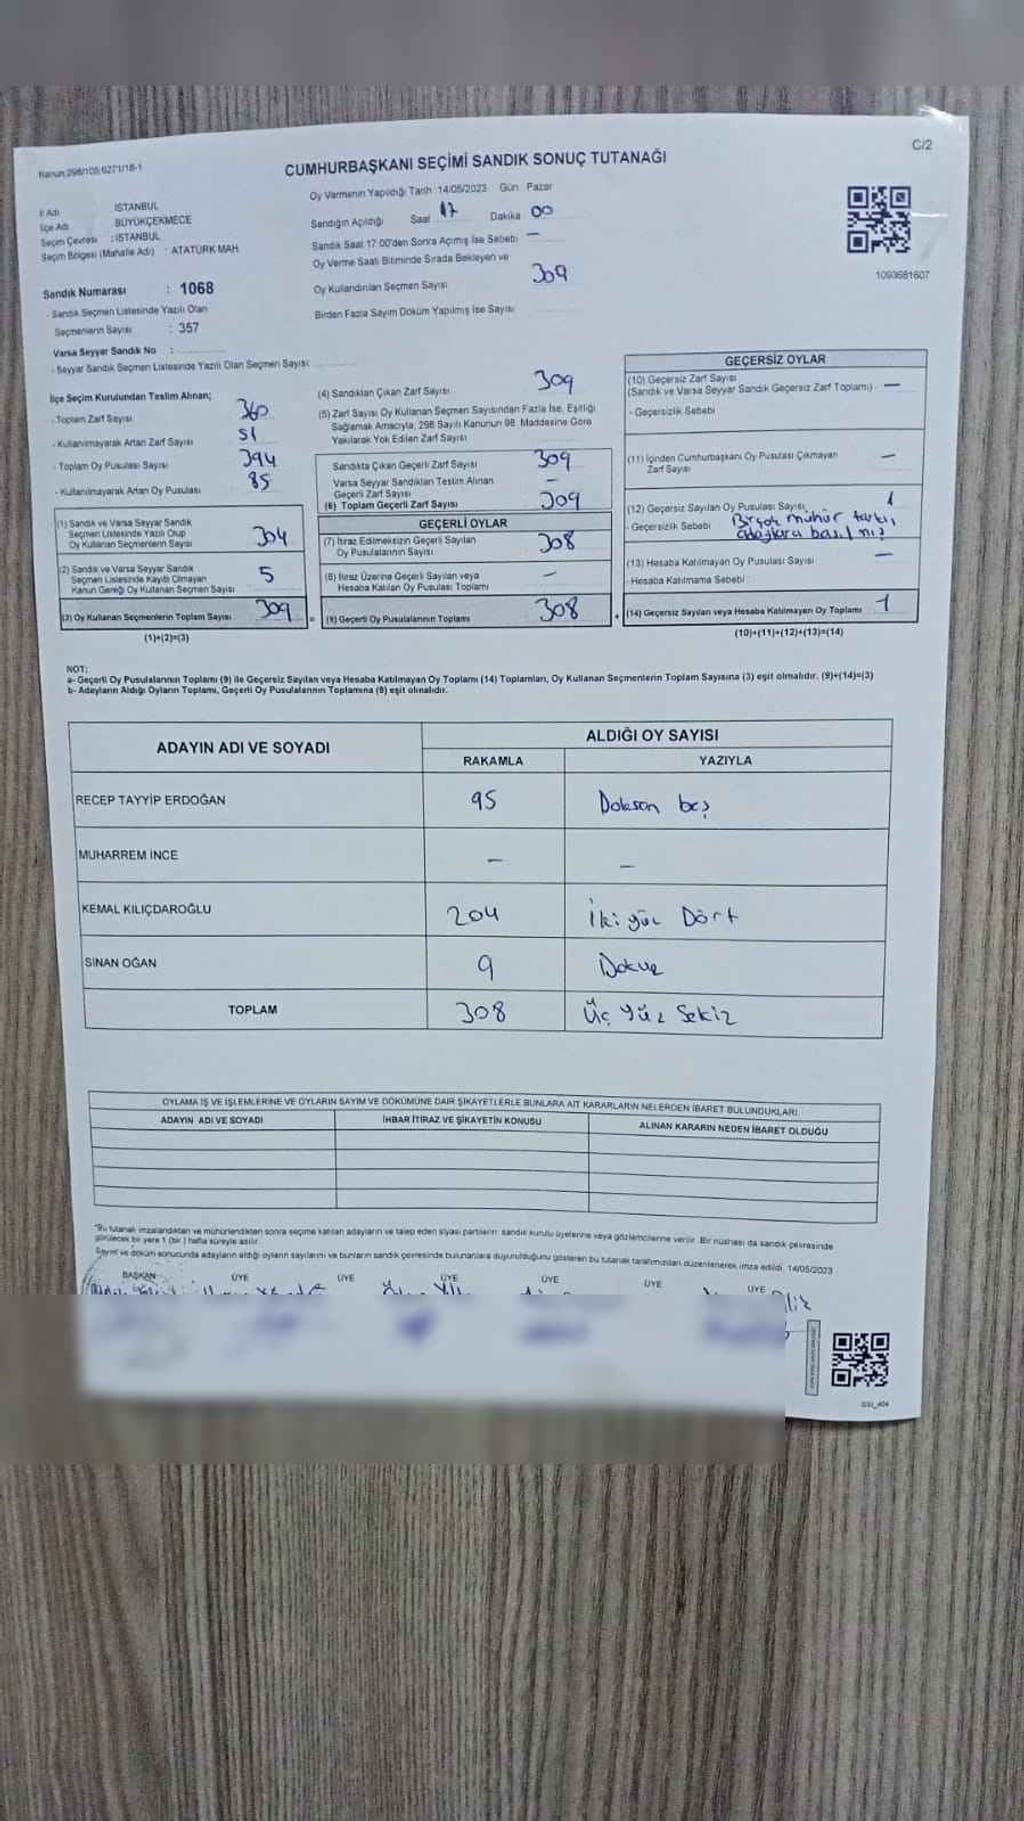 Kanun:298/105;6271/18-1
C/2
CUMHURBAŞKANI SEÇİMİ SANDIK SONUÇ TUTANAĞI
İl Adı : İSTANBUL
İlçe Adı : BÜYÜKÇEKMECE
Seçim Çevresi : İSTANBUL
Seçim Bölgesi (Mahalle Adı) : ATATÜRK MAH.
Sandık Numarası : 1068
- Sandık Seçmen Listesinde Yazılı Olan
Seçmenlerin Sayısı : 357
Varsa Seyyar Sandık No :
- Seyyar Sandık Seçmen Listesinde Yazılı Olan Seçmen Sayısı:
Oy Vermenin Yapıldığı Tarih :14/05/2023 Gün : Pazar
Sandığın Açıldığı Saat 17 Dakika 00
Sandık Saat 17:00'den Sonra Açılmış İse Sebebi —
Oy Verme Saati Bitiminde Sırada Bekleyen ve
Oy Kullandırılan Seçmen Sayısı 309
Birden Fazla Sayım Döküm Yapılmış İse Sayısı
1093681607
İlçe Seçim Kurulundan Teslim Alınan;
- Toplam Zarf Sayısı 360
- Kullanılmayarak Artan Zarf Sayısı 51
- Toplam Oy Pusulası Sayısı 394
- Kullanılmayarak Artan Oy Pusulası 85
(1) Sandık ve Varsa Seyyar Sandık
Seçmen Listesinde Yazılı Olup
Oy Kullanan Seçmenlerin Sayısı 304
(2) Sandık ve Varsa Seyyar Sandık
Seçmen Listesinde Kayıtlı Olmayan
Kanun Gereği Oy Kullanan Seçmen Sayısı 5
(3) Oy Kullanan Seçmenlerin Toplam Sayısı 309
(1)+(2)=(3)
(4) Sandıktan Çıkan Zarf Sayısı 309
(5) Zarf Sayısı Oy Kullanan Seçmen Sayısından Fazla İse, Eşitliği
Sağlamak Amacıyla; 298 Sayılı Kanunun 98. Maddesine Göre
Yakılarak Yok Edilen Zarf Sayısı
Sandıkta Çıkan Geçerli Zarf Sayısı 309
Varsa Seyyar Sandıktan Teslim Alınan
Geçerli Zarf Sayısı —
(6) Toplam Geçerli Zarf Sayısı 309
GEÇERLİ OYLAR
(7) İtiraz Edilmeksizin Geçerli Sayılan
Oy Pusulalarının Sayısı 308
(8) İtiraz Üzerine Geçerli Sayılan veya
Hesaba Katılan Oy Pusulası Toplamı —
= (9) Geçerli Oy Pusulalarının Toplamı 308
GEÇERSİZ OYLAR
(10) Geçersiz Zarf Sayısı
(Sandık ve Varsa Seyyar Sandık Geçersiz Zarf Toplamı) —
- Geçersizlik Sebebi
(11) İçinden Cumhurbaşkanı Oy Pusulası Çıkmayan
Zarf Sayısı —
(12) Geçersiz Sayılan Oy Pusulası Sayısı 1
- Geçersizlik Sebebi Birçok mühür farklı
adaylara basılmış
(13) Hesaba Katılmayan Oy Pusulası Sayısı —
- Hesaba Katılmama Sebebi
+ (14) Geçersiz Sayılan veya Hesaba Katılmayan Oy Toplamı 1
(10)+(11)+(12)+(13)=(14)
NOT:
a- Geçerli Oy Pusulalarının Toplamı (9) ile Geçersiz Sayılan veya Hesaba Katılmayan Oy Toplamı (14) Toplamları, Oy Kullanan Seçmenlerin Toplam Sayısına (3) eşit olmalıdır. (9)+(14)=(3)
b- Adayların Aldığı Oyların Toplamı, Geçerli Oy Pusulalarının Toplamına (9) eşit olmalıdır.
ADAYIN ADI VE SOYADI
ALDIĞI OY SAYISI
RAKAMLA YAZIYLA
RECEP TAYYİP ERDOĞAN 95 Doksan beş
MUHARREM İNCE — —
KEMAL KILIÇDAROĞLU 204 İki yüz Dört
SİNAN OĞAN 9 Dokuz
TOPLAM 308 Üç Yüz Sekiz
OYLAMA İŞ VE İŞLEMLERİNE VE OYLARIN SAYIM VE DÖKÜMÜNE DAİR ŞİKAYETLERLE BUNLARA AİT KARARLARIN NELERDEN İBARET BULUNDUKLARI
ADAYIN ADI VE SOYADI İHBAR İTİRAZ VE ŞİKAYETİN KONUSU ALINAN KARARIN NEDEN İBARET OLDUĞU
*Bu tutanak imzalandıktan ve mühürlendikten sonra seçime katılan adayların ve talep eden siyasi partilerin sandık kurulu üyelerine veya gözlemcilerine verilir. Bir nüshası da sandık çevresinde
görülecek bir yere 1 (bir) hafta süreyle asılır.
Sayım ve döküm sonucunda adayların aldığı oyların sayılarını ve bunların sandık çevresinde bulunanlara duyurulduğunu gösteren bu tutanak tarafımızdan düzenlenerek imza edildi. 14/05/2023
BAŞKAN ÜYE ÜYE ÜYE ÜYE ÜYE ÜYE